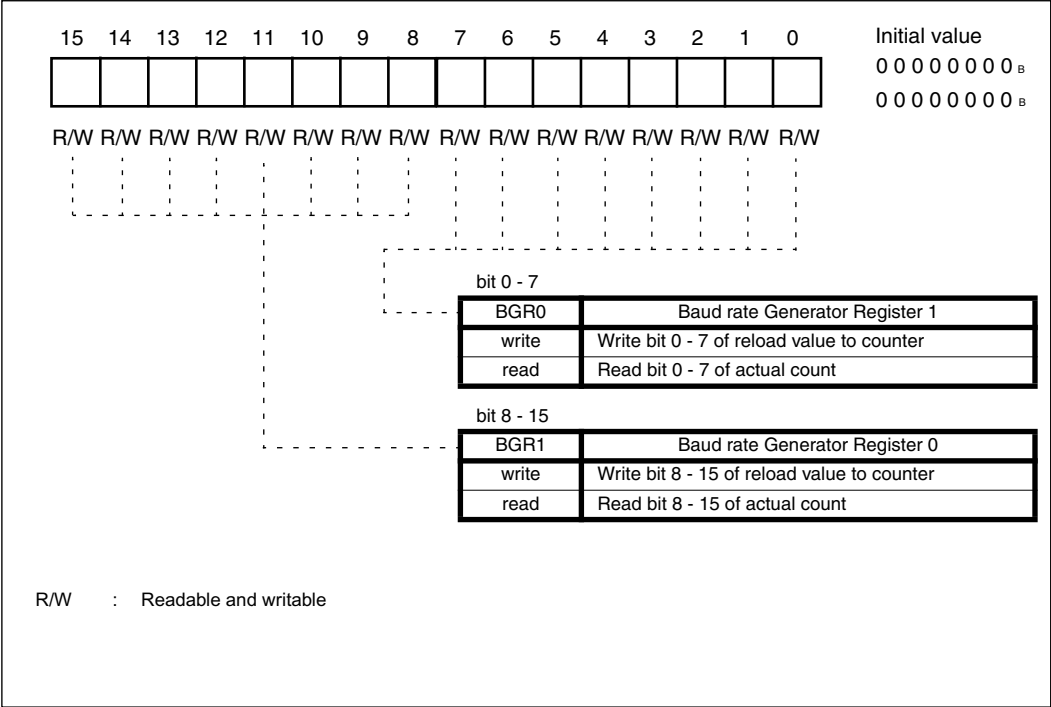 15 14 13 12 11 10 9 8 7 6 5 4 3 2 1 0 Initial value
0 0 0 0 0 0 0 0 B
0 0 0 0 0 0 0 0 B
R/W R/W R/W R/W R/W R/W R/W R/W R/W R/W R/W R/W R/W R/W R/W R/W
bit 0 - 7
BGR0 Baud rate Generator Register 1
write Write bit 0 - 7 of reload value to counter
read Read bit 0 - 7 of actual count
bit 8 - 15
BGR1 Baud rate Generator Register 0
write Write bit 8 - 15 of reload value to counter
read Read bit 8 - 15 of actual count
R/W : Readable and writable